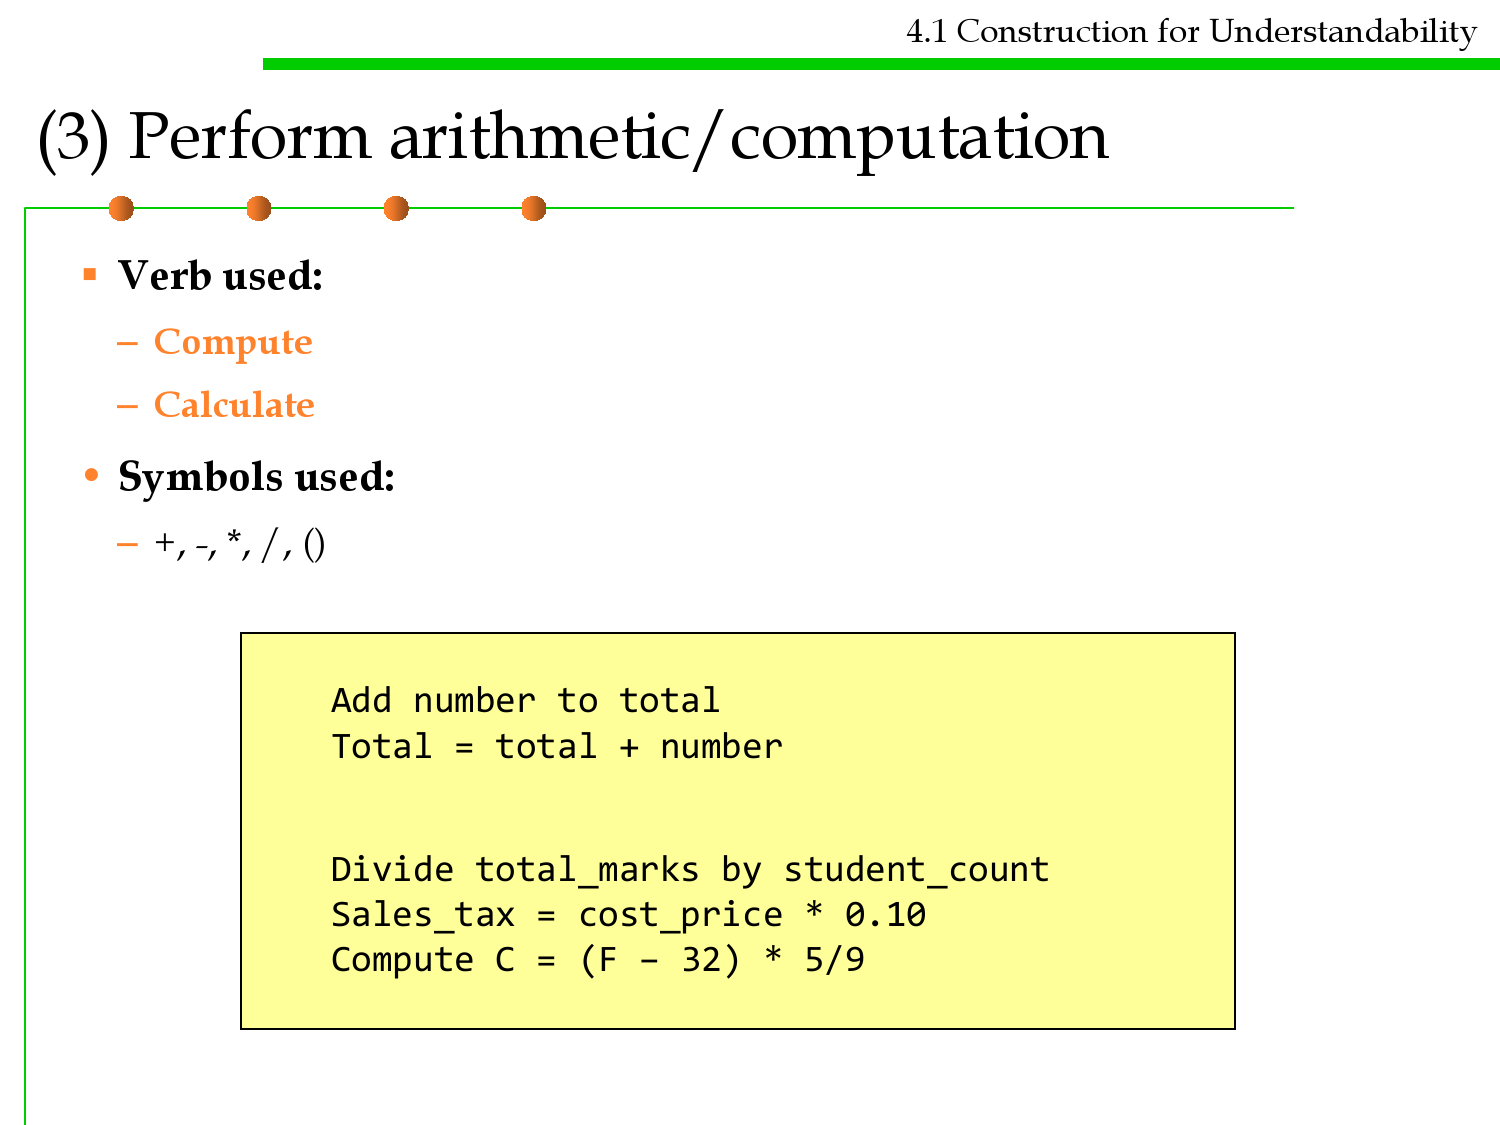 4.1 Construction for Understandability
(3) Perform arithmetic/computation
▪ Verb used:
– Compute
– Calculate
• Symbols used:
– +, -, *, /, ()
Add number to total
Total = total + number
Divide total_marks by student_count
Sales_tax = cost_price * 0.10
Compute C = (F – 32) * 5/9